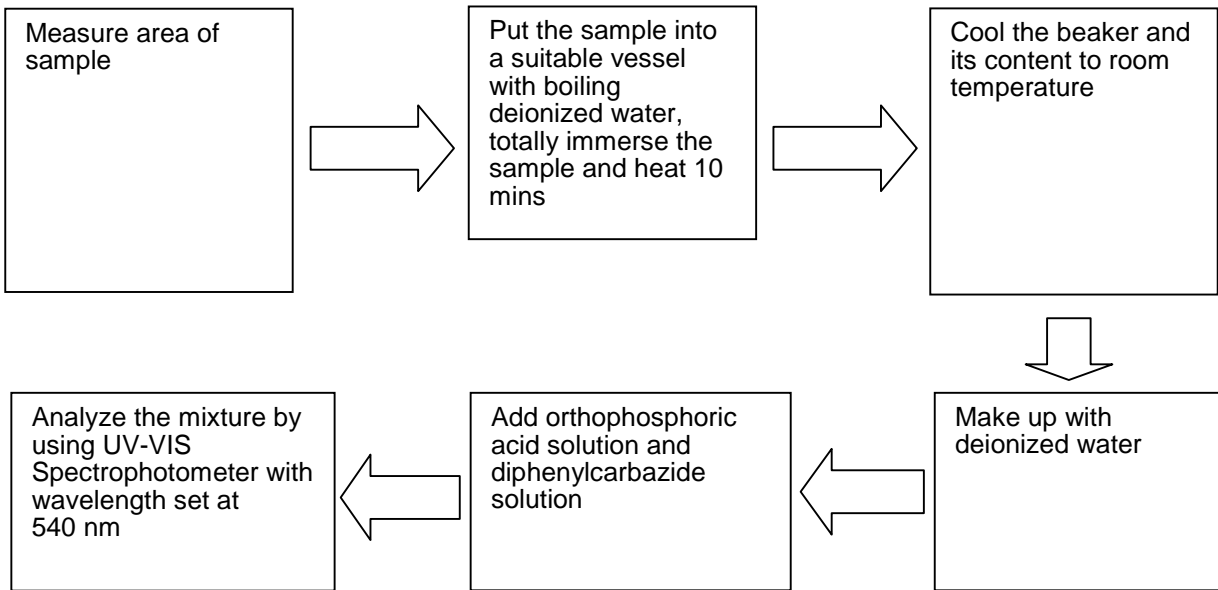 Measure area of
sample
Put the sample into
a suitable vessel
with boiling
deionized water,
totally immerse the
sample and heat 10
mins
Cool the beaker and
its content to room
temperature
Make up with
deionized water
Add orthophosphoric
acid solution and
diphenylcarbazide
solution
Analyze the mixture by
using UV-VIS
Spectrophotometer with
wavelength set at
540 nm